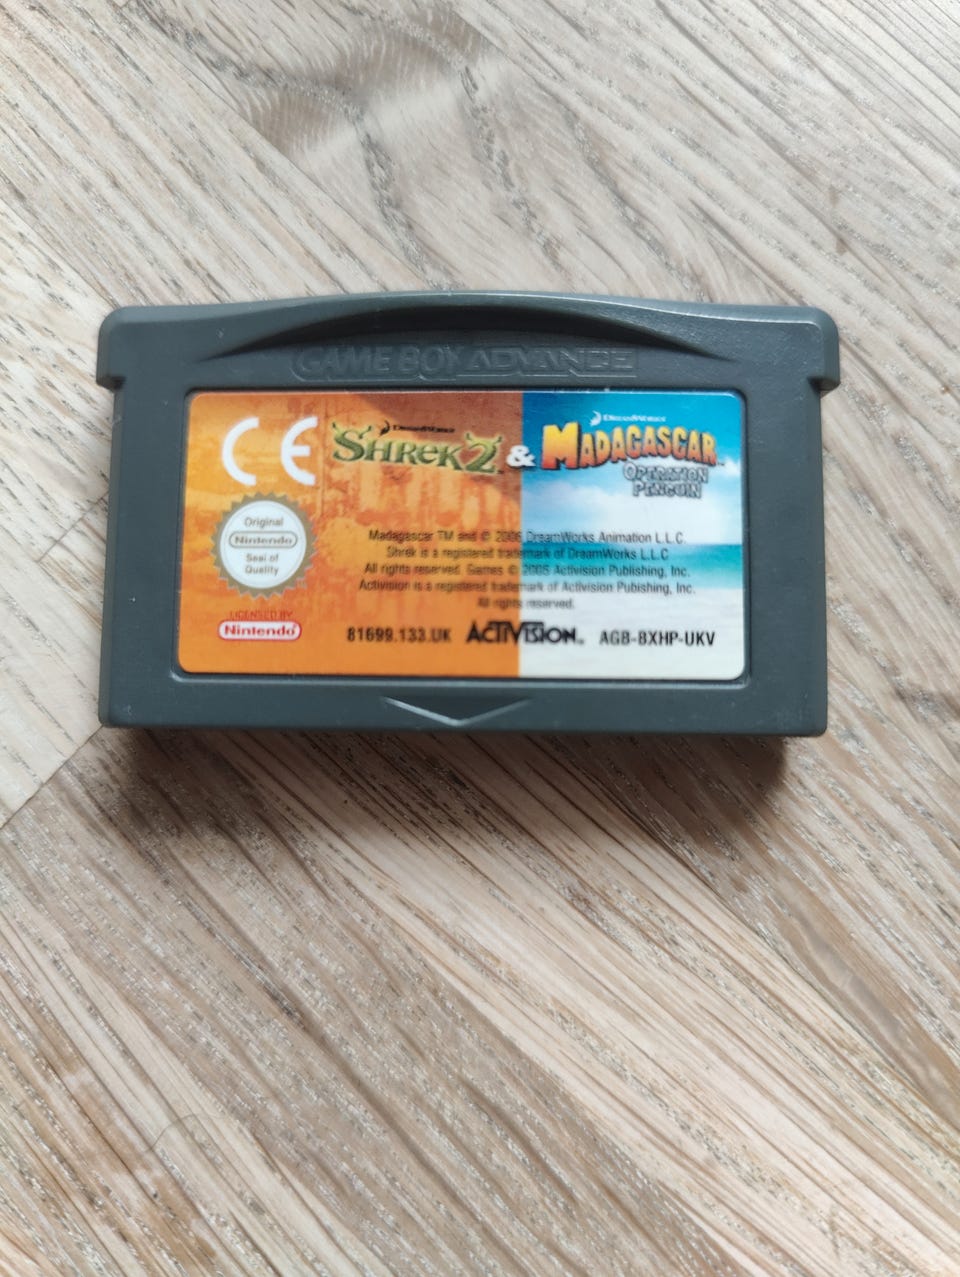 GAME BOY ADVANCE
CE
DREAMWORKS
SHREK 2 &
DREAMWORKS
MADAGASCAR™
OPERATION
PENGUIN
Original
Nintendo
Seal of
Quality
Madagascar TM and © 2006 DreamWorks Animation L.L.C.
Shrek is a registered trademark of DreamWorks L.L.C
All rights reserved. Games © 2005 Activision Publishing, Inc.
Activision is a registered trademark of Activision Publishing, Inc.
All rights reserved.
LICENSED BY
Nintendo
81699.133.UK ACTIVISION. AGB-BXHP-UKV